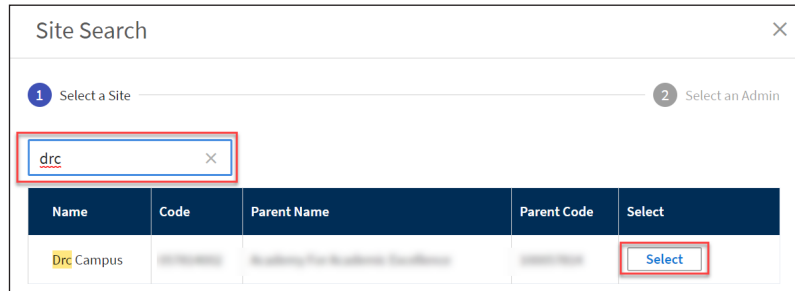 Site Search
1 Select a Site 2 Select an Admin
drc
Name Code Parent Name Parent Code Select
Drc Campus Select